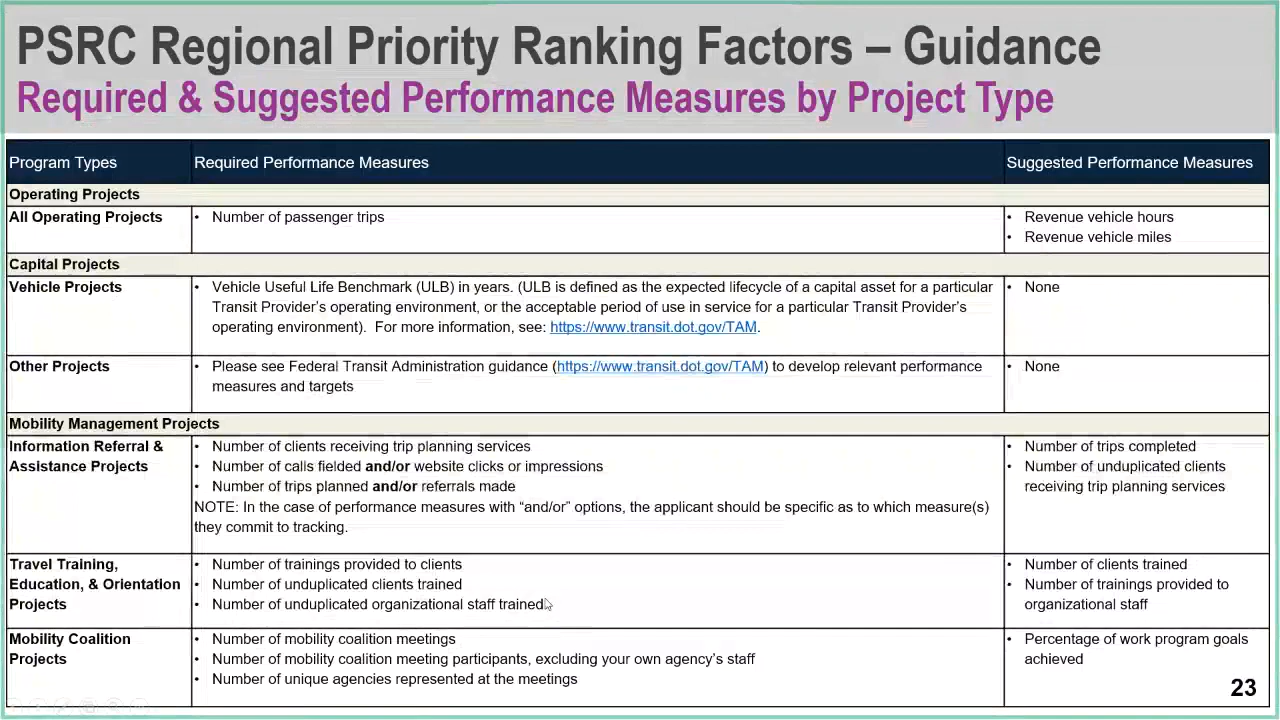 PSRC Regional Priority Ranking Factors – Guidance
Required & Suggested Performance Measures by Project Type
Program Types
Required Performance Measures
Suggested Performance Measures
Operating Projects
All Operating Projects
• Number of passenger trips
• Revenue vehicle hours
• Revenue vehicle miles
Capital Projects
Vehicle Projects
• Vehicle Useful Life Benchmark (ULB) in years. (ULB is defined as the expected lifecycle of a capital asset for a particular
Transit Provider’s operating environment, or the acceptable period of use in service for a particular Transit Provider’s
operating environment). For more information, see: https://www.transit.dot.gov/TAM.
• None
Other Projects
• Please see Federal Transit Administration guidance (https://www.transit.dot.gov/TAM) to develop relevant performance
measures and targets
• None
Mobility Management Projects
Information Referral &
Assistance Projects
• Number of clients receiving trip planning services
• Number of calls fielded and/or website clicks or impressions
• Number of trips planned and/or referrals made
NOTE: In the case of performance measures with “and/or” options, the applicant should be specific as to which measure(s)
they commit to tracking.
• Number of trips completed
• Number of unduplicated clients
receiving trip planning services
Travel Training,
Education, & Orientation
Projects
• Number of trainings provided to clients
• Number of unduplicated clients trained
• Number of unduplicated organizational staff trained
• Number of clients trained
• Number of trainings provided to
organizational staff
Mobility Coalition
Projects
• Number of mobility coalition meetings
• Number of mobility coalition meeting participants, excluding your own agency’s staff
• Number of unique agencies represented at the meetings
• Percentage of work program goals
achieved
23